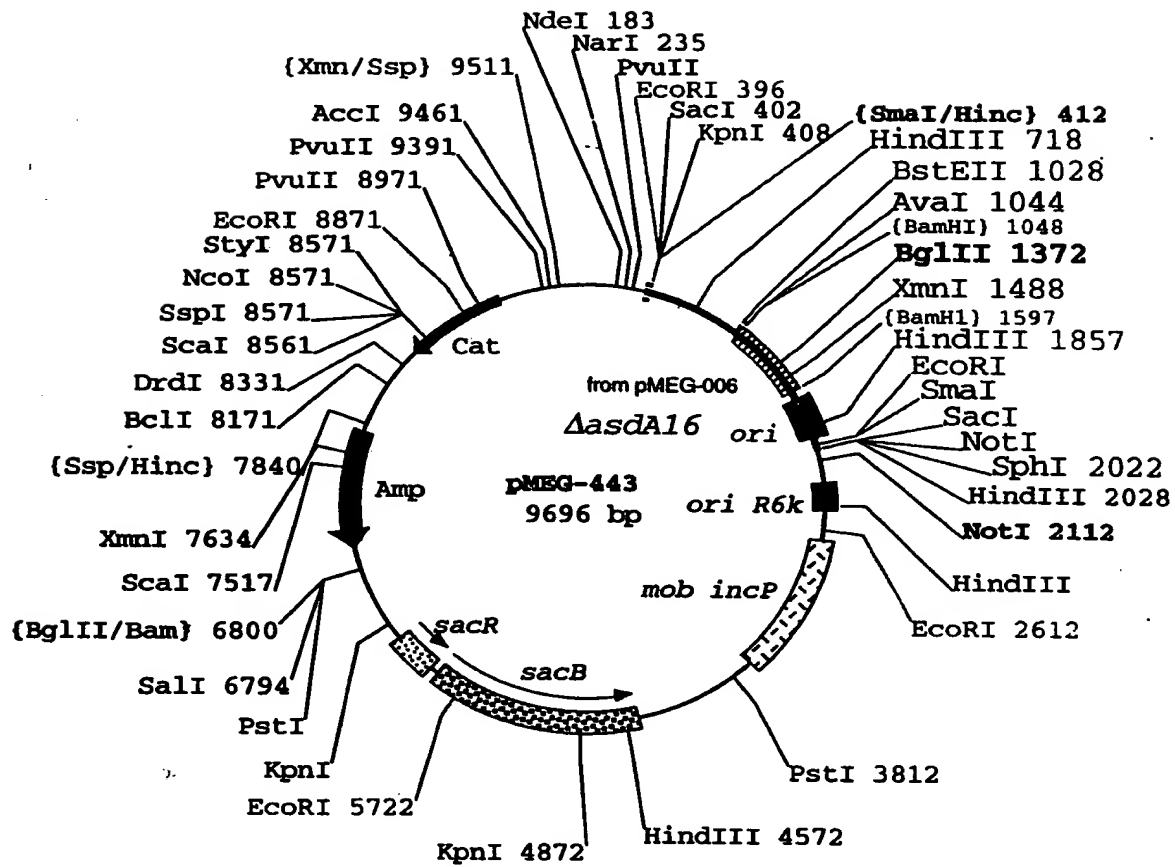 NdeI 183
NarI 235
PvuII
EcoRI 396
SacI 402
KpnI 408
{SmaI/Hinc} 412
HindIII 718
BstEII 1028
AvaI 1044
{BamHI} 1048
BglII 1372
XmnI 1488
{BamH1} 1597
HindIII 1857
EcoRI
SmaI
SacI
NotI
SphI 2022
HindIII 2028
NotI 2112
HindIII
EcoRI 2612
PstI 3812
HindIII 4572
KpnI 4872
EcoRI 5722
KpnI
PstI
SalI 6794
{BglII/Bam} 6800
ScaI 7517
XmnI 7634
{Ssp/Hinc} 7840
BclI 8171
DrdI 8331
ScaI 8561
SspI 8571
NcoI 8571
StyI 8571
EcoRI 8871
PvuII 8971
PvuII 9391
AccI 9461
{Xmn/Ssp} 9511
Cat
from pMEG-006
ΔasdA16
ori
Amp
pMEG-443
9696 bp
ori R6k
mob incP
sacR
sacB